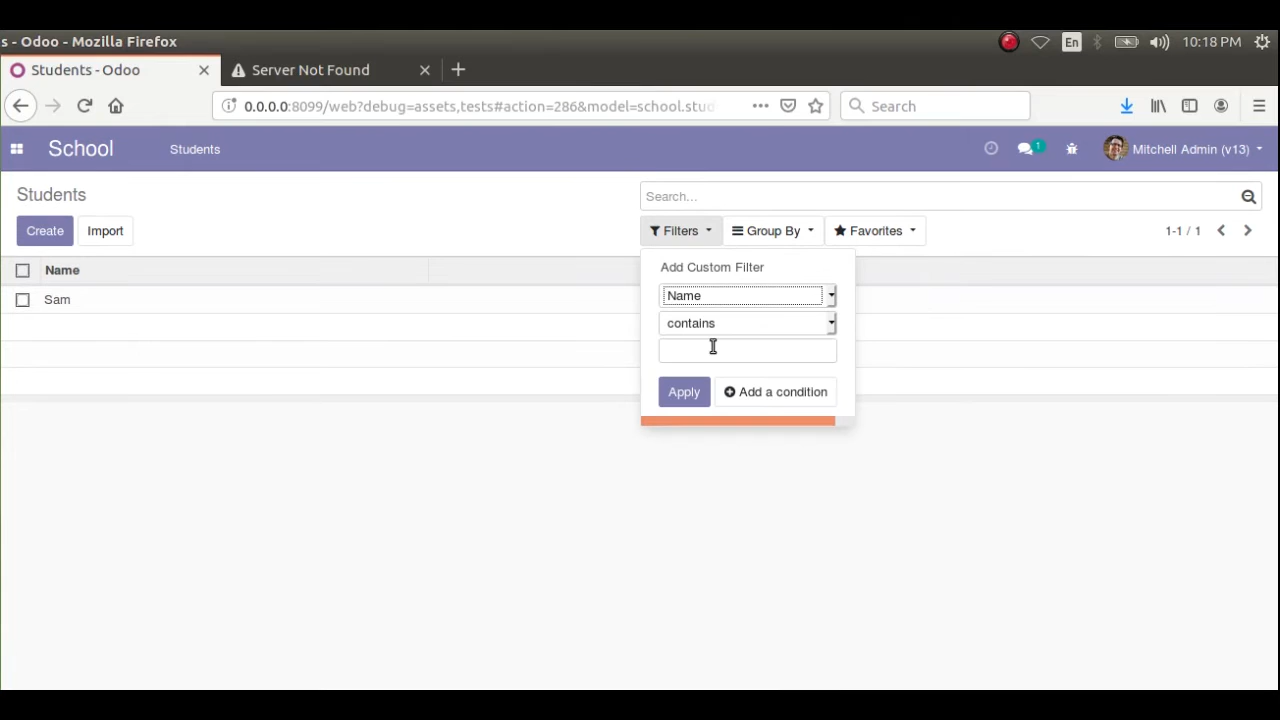 s - Odoo - Mozilla Firefox
En
10:18 PM
Students - Odoo
Server Not Found
0.0.0.0:8099/web?debug=assets,tests#action=286&model=school.stud
Search
School
Students
1
Mitchell Admin (v13)
Students
Search...
Create
Import
Filters
Group By
Favorites
1-1 / 1
Name
Add Custom Filter
Name
contains
Sam
Apply
Add a condition